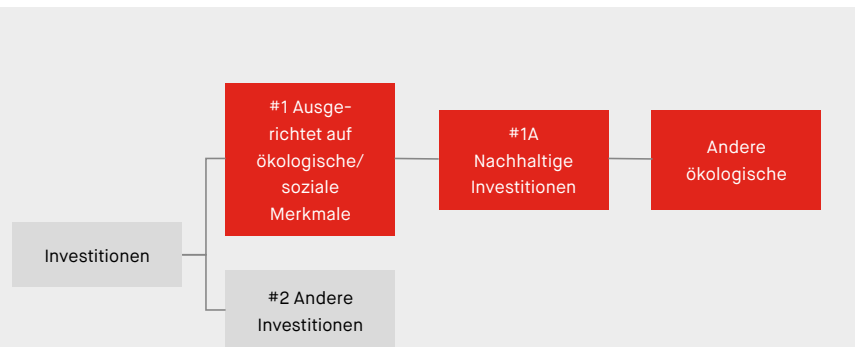 #1 Ausge-
richtet auf
ökologische/
soziale
Merkmale
#1A
Nachhaltige
Investitionen
Andere
ökologische
Investitionen
#2 Andere
Investitionen